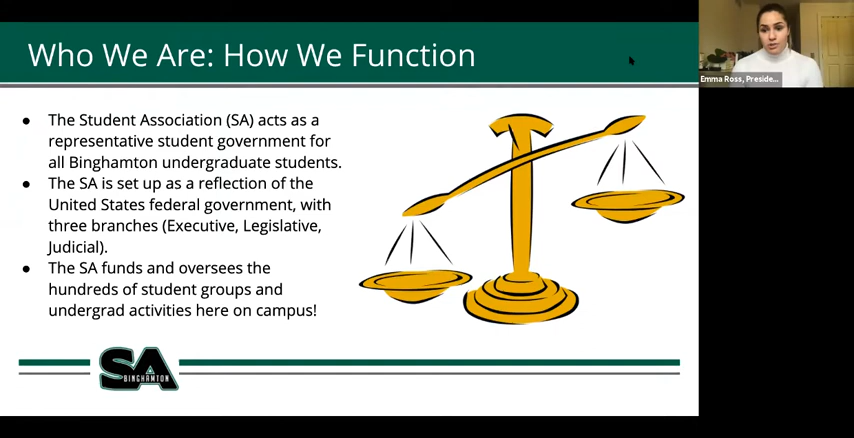 Who We Are: How We Function
Emma Ross, Preside...
● The Student Association (SA) acts as a
representative student government for
all Binghamton undergraduate students.
● The SA is set up as a reflection of the
United States federal government, with
three branches (Executive, Legislative,
Judicial).
● The SA funds and oversees the
hundreds of student groups and
undergrad activities here on campus!
SA
BINGHAMTON